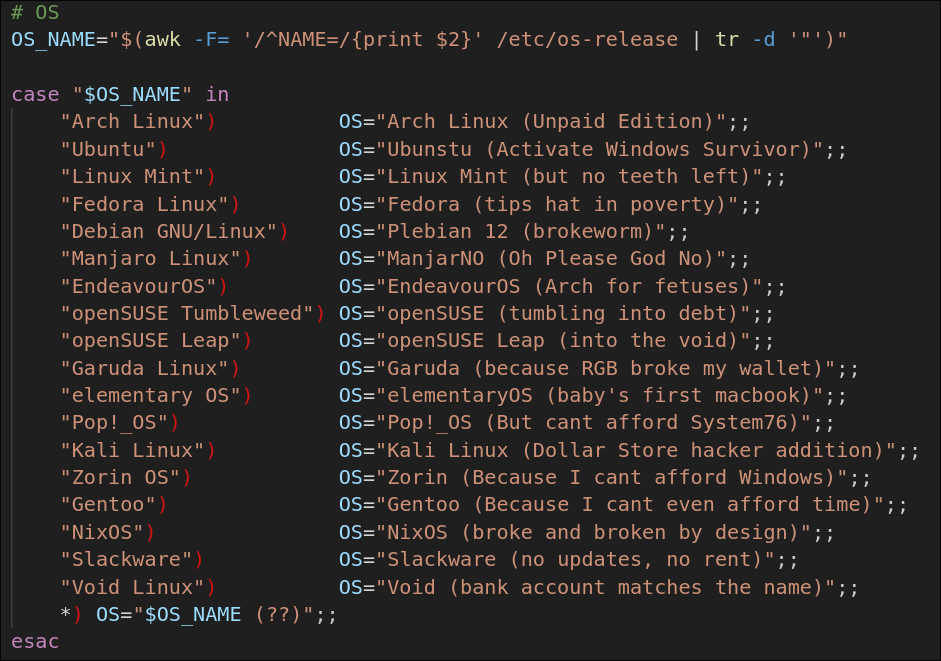 # OS
OS_NAME="$(awk -F= '/^NAME=/{print $2}' /etc/os-release | tr -d '"')"

case "$OS_NAME" in
    "Arch Linux")          OS="Arch Linux (Unpaid Edition)";;
    "Ubuntu")              OS="Ubunstu (Activate Windows Survivor)";;
    "Linux Mint")          OS="Linux Mint (but no teeth left)";;
    "Fedora Linux")        OS="Fedora (tips hat in poverty)";;
    "Debian GNU/Linux")    OS="Plebian 12 (brokeworm)";;
    "Manjaro Linux")       OS="ManjarNO (Oh Please God No)";;
    "EndeavourOS")         OS="EndeavourOS (Arch for fetuses)";;
    "openSUSE Tumbleweed") OS="openSUSE (tumbling into debt)";;
    "openSUSE Leap")       OS="openSUSE Leap (into the void)";;
    "Garuda Linux")        OS="Garuda (because RGB broke my wallet)";;
    "elementary OS")       OS="elementaryOS (baby's first macbook)";;
    "Pop!_OS")             OS="Pop!_OS (But cant afford System76)";;
    "Kali Linux")          OS="Kali Linux (Dollar Store hacker addition)";;
    "Zorin OS")            OS="Zorin (Because I cant afford Windows)";;
    "Gentoo")              OS="Gentoo (Because I cant even afford time)";;
    "NixOS")               OS="NixOS (broke and broken by design)";;
    "Slackware")           OS="Slackware (no updates, no rent)";;
    "Void Linux")          OS="Void (bank account matches the name)";;
    *) OS="$OS_NAME (??)";;
esac